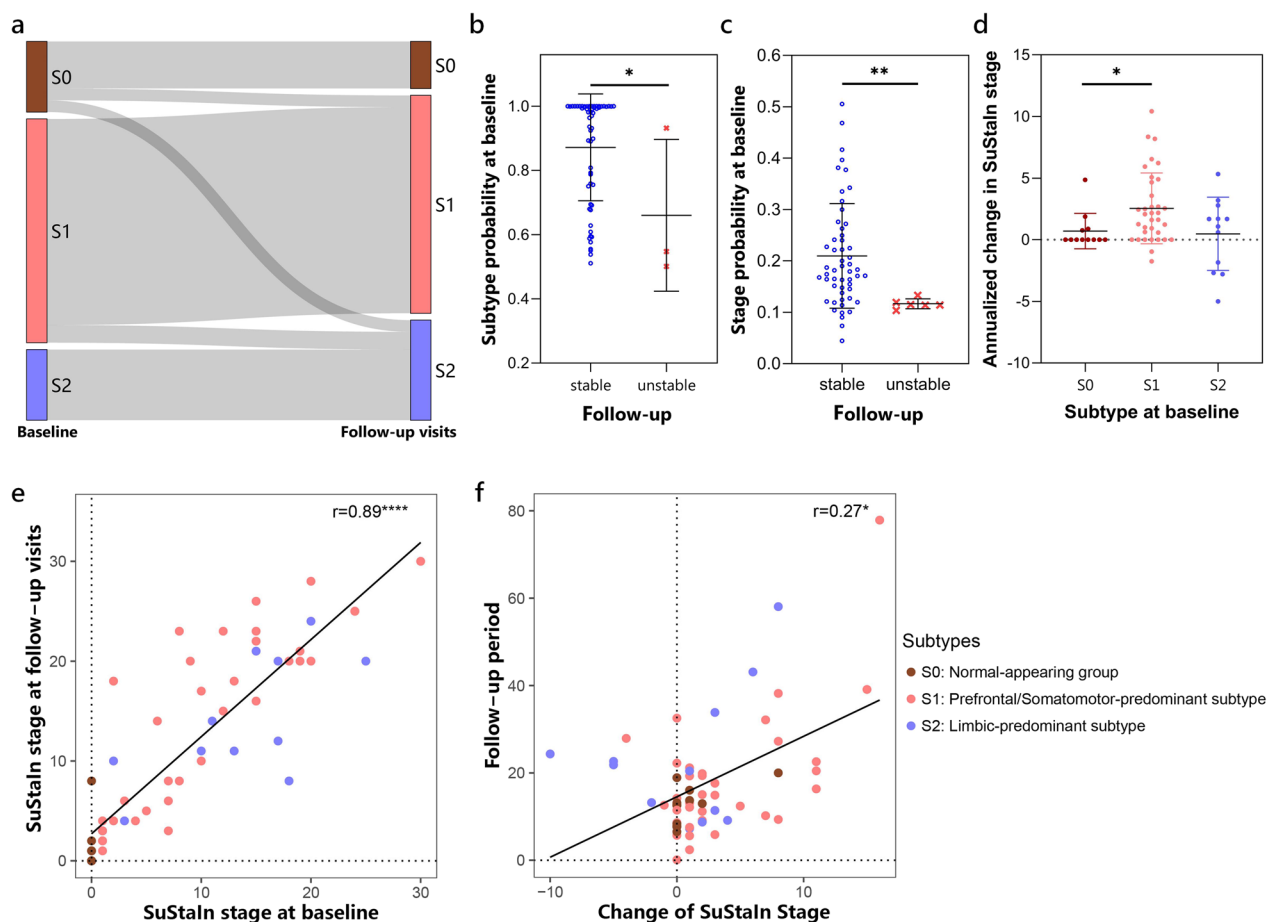 a
S0
S1
S2
S0
S1
S2
Baseline
Follow-up visits
b
Subtype probability at baseline
1.0
0.8
0.6
0.4
0.2
*
stable
unstable
Follow-up
c
Stage probability at baseline
0.6
0.5
0.4
0.3
0.2
0.1
0.0
**
stable
unstable
Follow-up
d
Annualized change in SuStaIn stage
15
10
5
0
-5
-10
*
S0
S1
S2
Subtype at baseline
e
SuStaIn stage at follow−up visits
r=0.89****
30
20
10
0
0
10
20
30
SuStaIn stage at baseline
f
Follow−up period
r=0.27*
80
60
40
20
0
−10
0
10
Change of SuStaIn Stage
Subtypes
S0: Normal-appearing group
S1: Prefrontal/Somatomotor-predominant subtype
S2: Limbic-predominant subtype